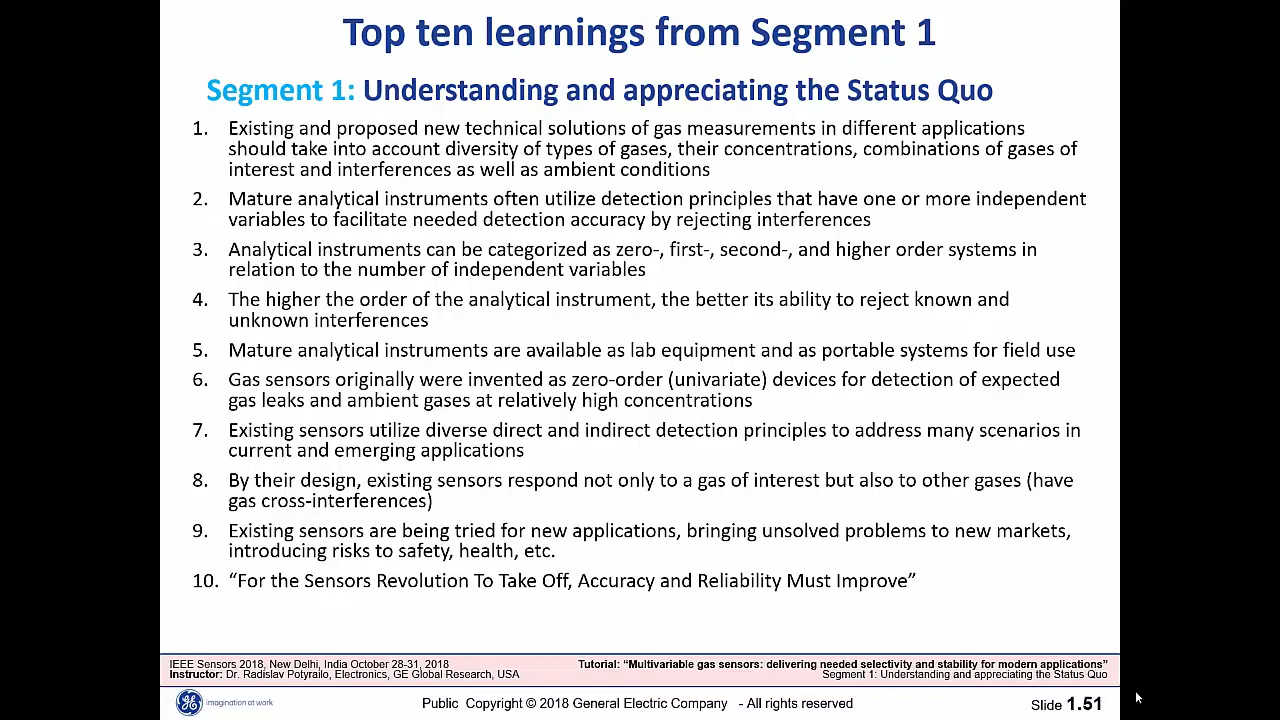 Top ten learnings from Segment 1
Segment 1: Understanding and appreciating the Status Quo
1. Existing and proposed new technical solutions of gas measurements in different applications
should take into account diversity of types of gases, their concentrations, combinations of gases of
interest and interferences as well as ambient conditions
2. Mature analytical instruments often utilize detection principles that have one or more independent
variables to facilitate needed detection accuracy by rejecting interferences
3. Analytical instruments can be categorized as zero-, first-, second-, and higher order systems in
relation to the number of independent variables
4. The higher the order of the analytical instrument, the better its ability to reject known and
unknown interferences
5. Mature analytical instruments are available as lab equipment and as portable systems for field use
6. Gas sensors originally were invented as zero-order (univariate) devices for detection of expected
gas leaks and ambient gases at relatively high concentrations
7. Existing sensors utilize diverse direct and indirect detection principles to address many scenarios in
current and emerging applications
8. By their design, existing sensors respond not only to a gas of interest but also to other gases (have
gas cross-interferences)
9. Existing sensors are being tried for new applications, bringing unsolved problems to new markets,
introducing risks to safety, health, etc.
10. “For the Sensors Revolution To Take Off, Accuracy and Reliability Must Improve”
IEEE Sensors 2018, New Delhi, India October 28-31, 2018
Instructor: Dr. Radislav Potyrailo, Electronics, GE Global Research, USA
Tutorial: “Multivariable gas sensors: delivering needed selectivity and stability for modern applications”
Segment 1: Understanding and appreciating the Status Quo
imagination at work
Public Copyright © 2018 General Electric Company - All rights reserved
Slide 1.51